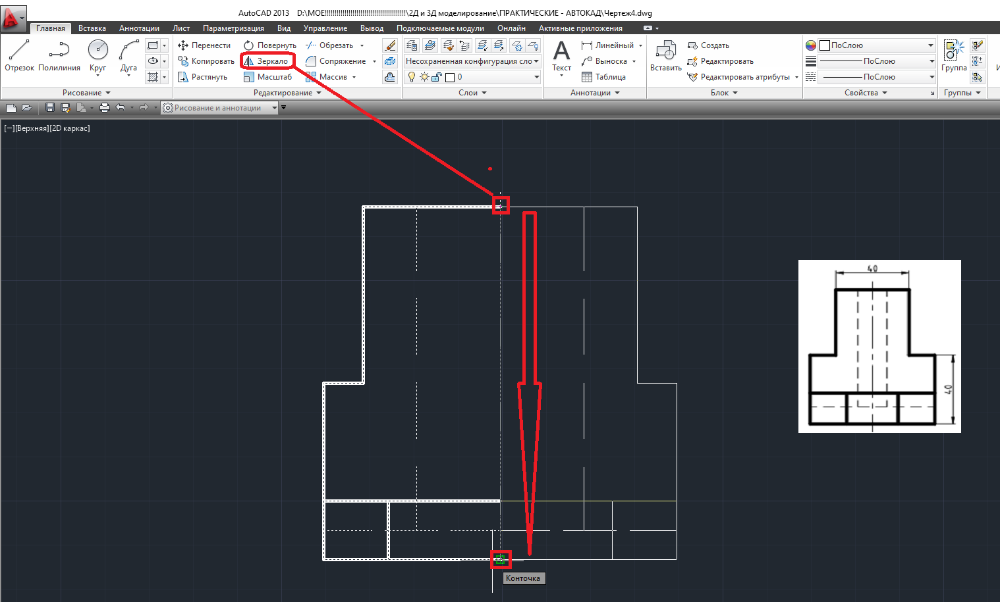 AutoCAD 2013 D:\МОЕ!!!!!!!!!!!!!!!!!!!!!!!!!!!!!!!!!!!!!!!!!\2Д и 3Д моделирование\ПРАКТИЧЕСКИЕ - АВТОКАД\Чертеж4.dwg
Главная Вставка Аннотации Лист Параметризация Вид Управление Вывод Подключаемые модули Онлайн Активные приложения
Перенести Повернуть Обрезать Линейный Создать ПоСлою
Копировать Зеркало Сопряжение Несохраненная конфигурация сло Выноска Редактировать ПоСлою
Отрезок Полилиния Круг Дуга Текст Вставить Группа
Растянуть Масштаб Массив 0 Таблица Редактировать атрибуты ПоСлою
Рисование Редактирование Слои Аннотации Блок Свойства Группы
Рисование и аннотации
[−][Верхняя][2D каркас]
40
40
Конточка